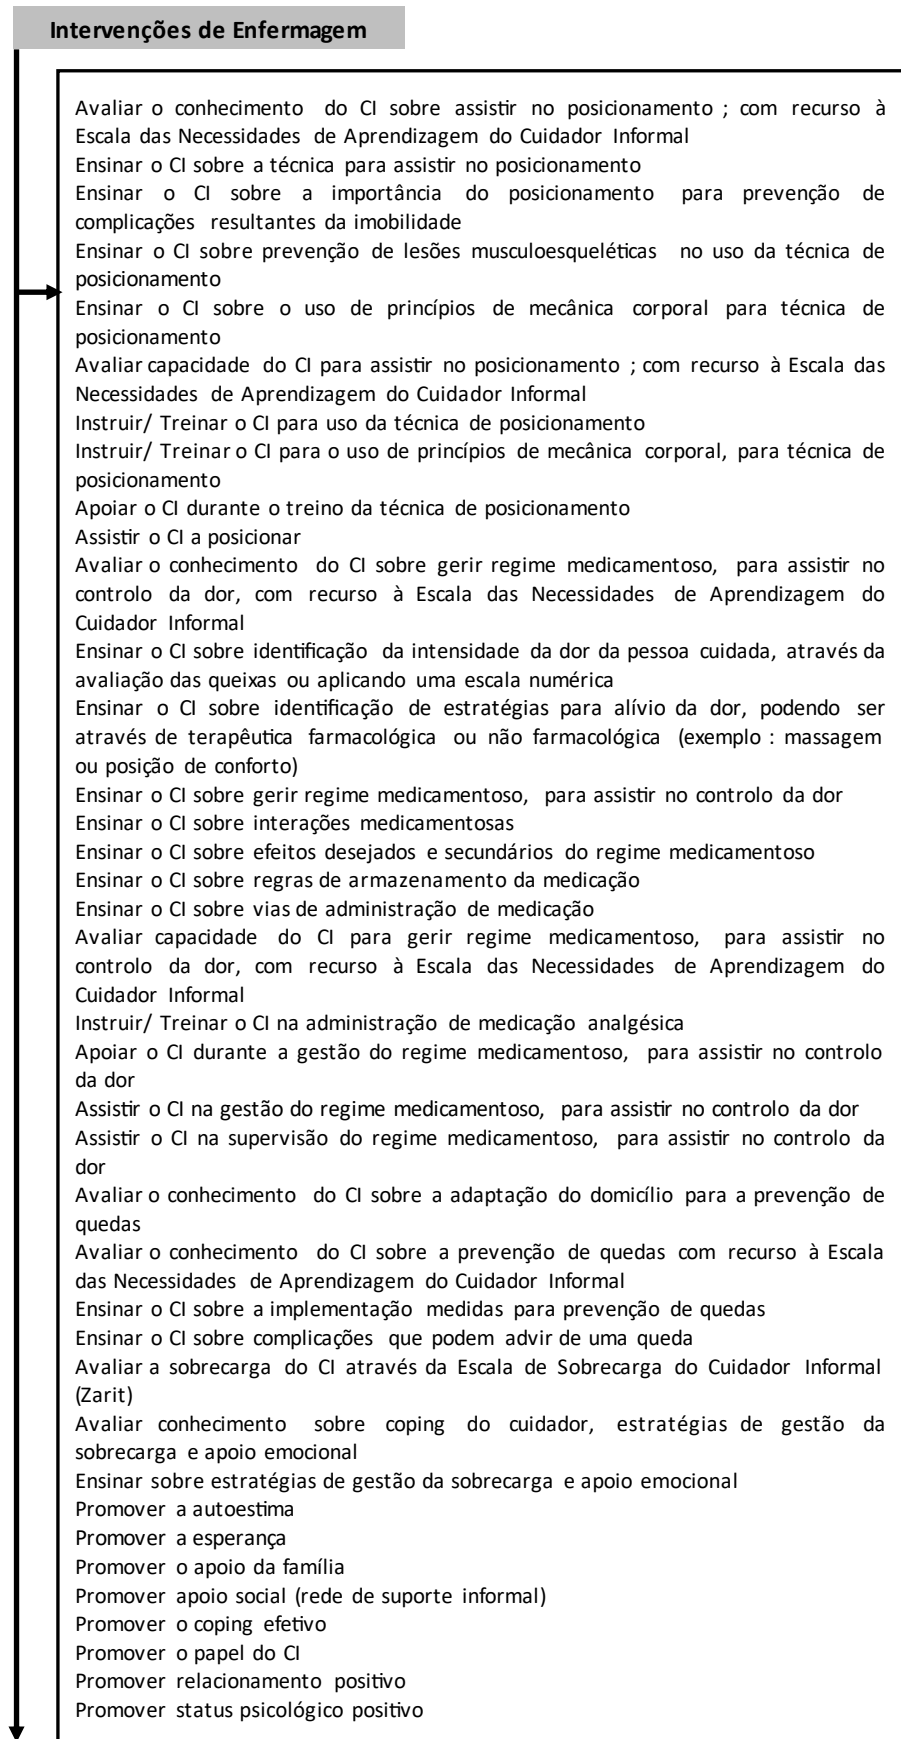 Intervenções de Enfermagem
Avaliar o conhecimento do CI sobre assistir no posicionamento ; com recurso à
Escala das Necessidades de Aprendizagem do Cuidador Informal
Ensinar o CI sobre a técnica para assistir no posicionamento
Ensinar o CI sobre a importância do posicionamento para prevenção de
complicações resultantes da imobilidade
Ensinar o CI sobre prevenção de lesões musculoesqueléticas no uso da técnica de
posicionamento
Ensinar o CI sobre o uso de princípios de mecânica corporal para técnica de
posicionamento
Avaliar capacidade do CI para assistir no posicionamento ; com recurso à Escala das
Necessidades de Aprendizagem do Cuidador Informal
Instruir/ Treinar o CI para uso da técnica de posicionamento
Instruir/ Treinar o CI para o uso de princípios de mecânica corporal, para técnica de
posicionamento
Apoiar o CI durante o treino da técnica de posicionamento
Assistir o CI a posicionar
Avaliar o conhecimento do CI sobre gerir regime medicamentoso, para assistir no
controlo da dor, com recurso à Escala das Necessidades de Aprendizagem do
Cuidador Informal
Ensinar o CI sobre identificação da intensidade da dor da pessoa cuidada, através da
avaliação das queixas ou aplicando uma escala numérica
Ensinar o CI sobre identificação de estratégias para alívio da dor, podendo ser
através de terapêutica farmacológica ou não farmacológica (exemplo : massagem
ou posição de conforto)
Ensinar o CI sobre gerir regime medicamentoso, para assistir no controlo da dor
Ensinar o CI sobre interações medicamentosas
Ensinar o CI sobre efeitos desejados e secundários do regime medicamentoso
Ensinar o CI sobre regras de armazenamento da medicação
Ensinar o CI sobre vias de administração de medicação
Avaliar capacidade do CI para gerir regime medicamentoso, para assistir no
controlo da dor, com recurso à Escala das Necessidades de Aprendizagem do
Cuidador Informal
Instruir/ Treinar o CI na administração de medicação analgésica
Apoiar o CI durante a gestão do regime medicamentoso, para assistir no controlo
da dor
Assistir o CI na gestão do regime medicamentoso, para assistir no controlo da dor
Assistir o CI na supervisão do regime medicamentoso, para assistir no controlo da
dor
Avaliar o conhecimento do CI sobre a adaptação do domicílio para a prevenção de
quedas
Avaliar o conhecimento do CI sobre a prevenção de quedas com recurso à Escala
das Necessidades de Aprendizagem do Cuidador Informal
Ensinar o CI sobre a implementação medidas para prevenção de quedas
Ensinar o CI sobre complicações que podem advir de uma queda
Avaliar a sobrecarga do CI através da Escala de Sobrecarga do Cuidador Informal
(Zarit)
Avaliar conhecimento sobre coping do cuidador, estratégias de gestão da
sobrecarga e apoio emocional
Ensinar sobre estratégias de gestão da sobrecarga e apoio emocional
Promover a autoestima
Promover a esperança
Promover o apoio da família
Promover apoio social (rede de suporte informal)
Promover o coping efetivo
Promover o papel do CI
Promover relacionamento positivo
Promover status psicológico positivo